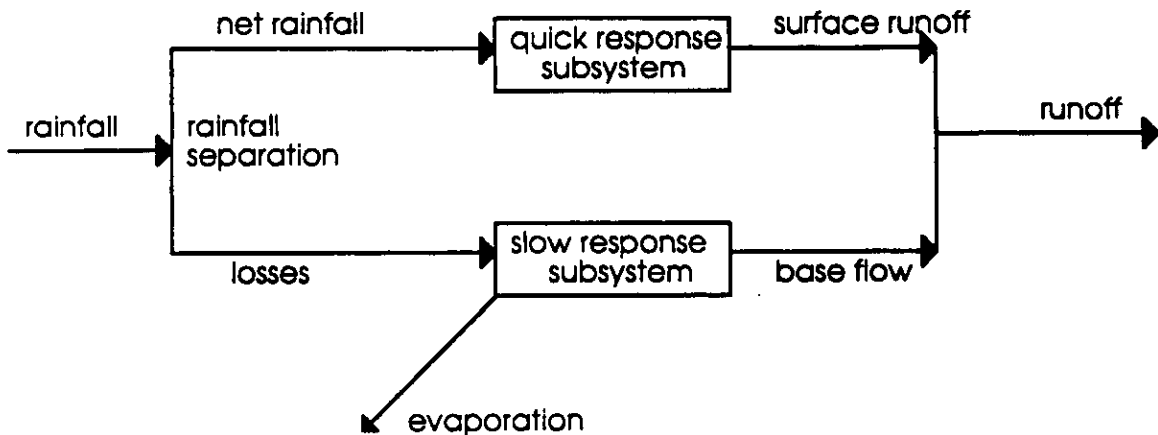 net rainfall
quick response
subsystem
surface runoff
rainfall
rainfall
separation
runoff
losses
slow response
subsystem
base flow
evaporation